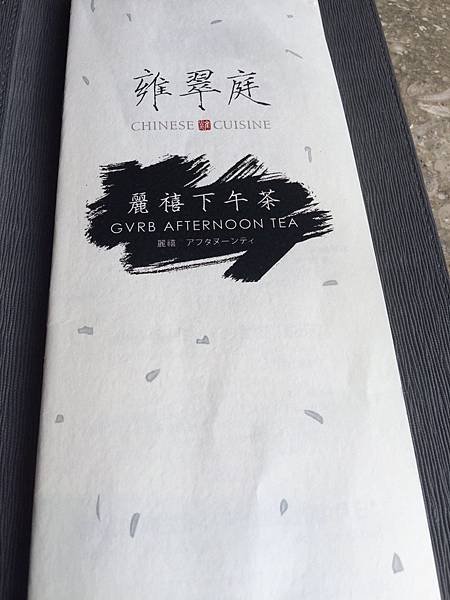 雍翠庭
CHINESE 雍 CUISINE
麗禧下午茶
GVRB AFTERNOON TEA
麗禧 アフタヌーンティ